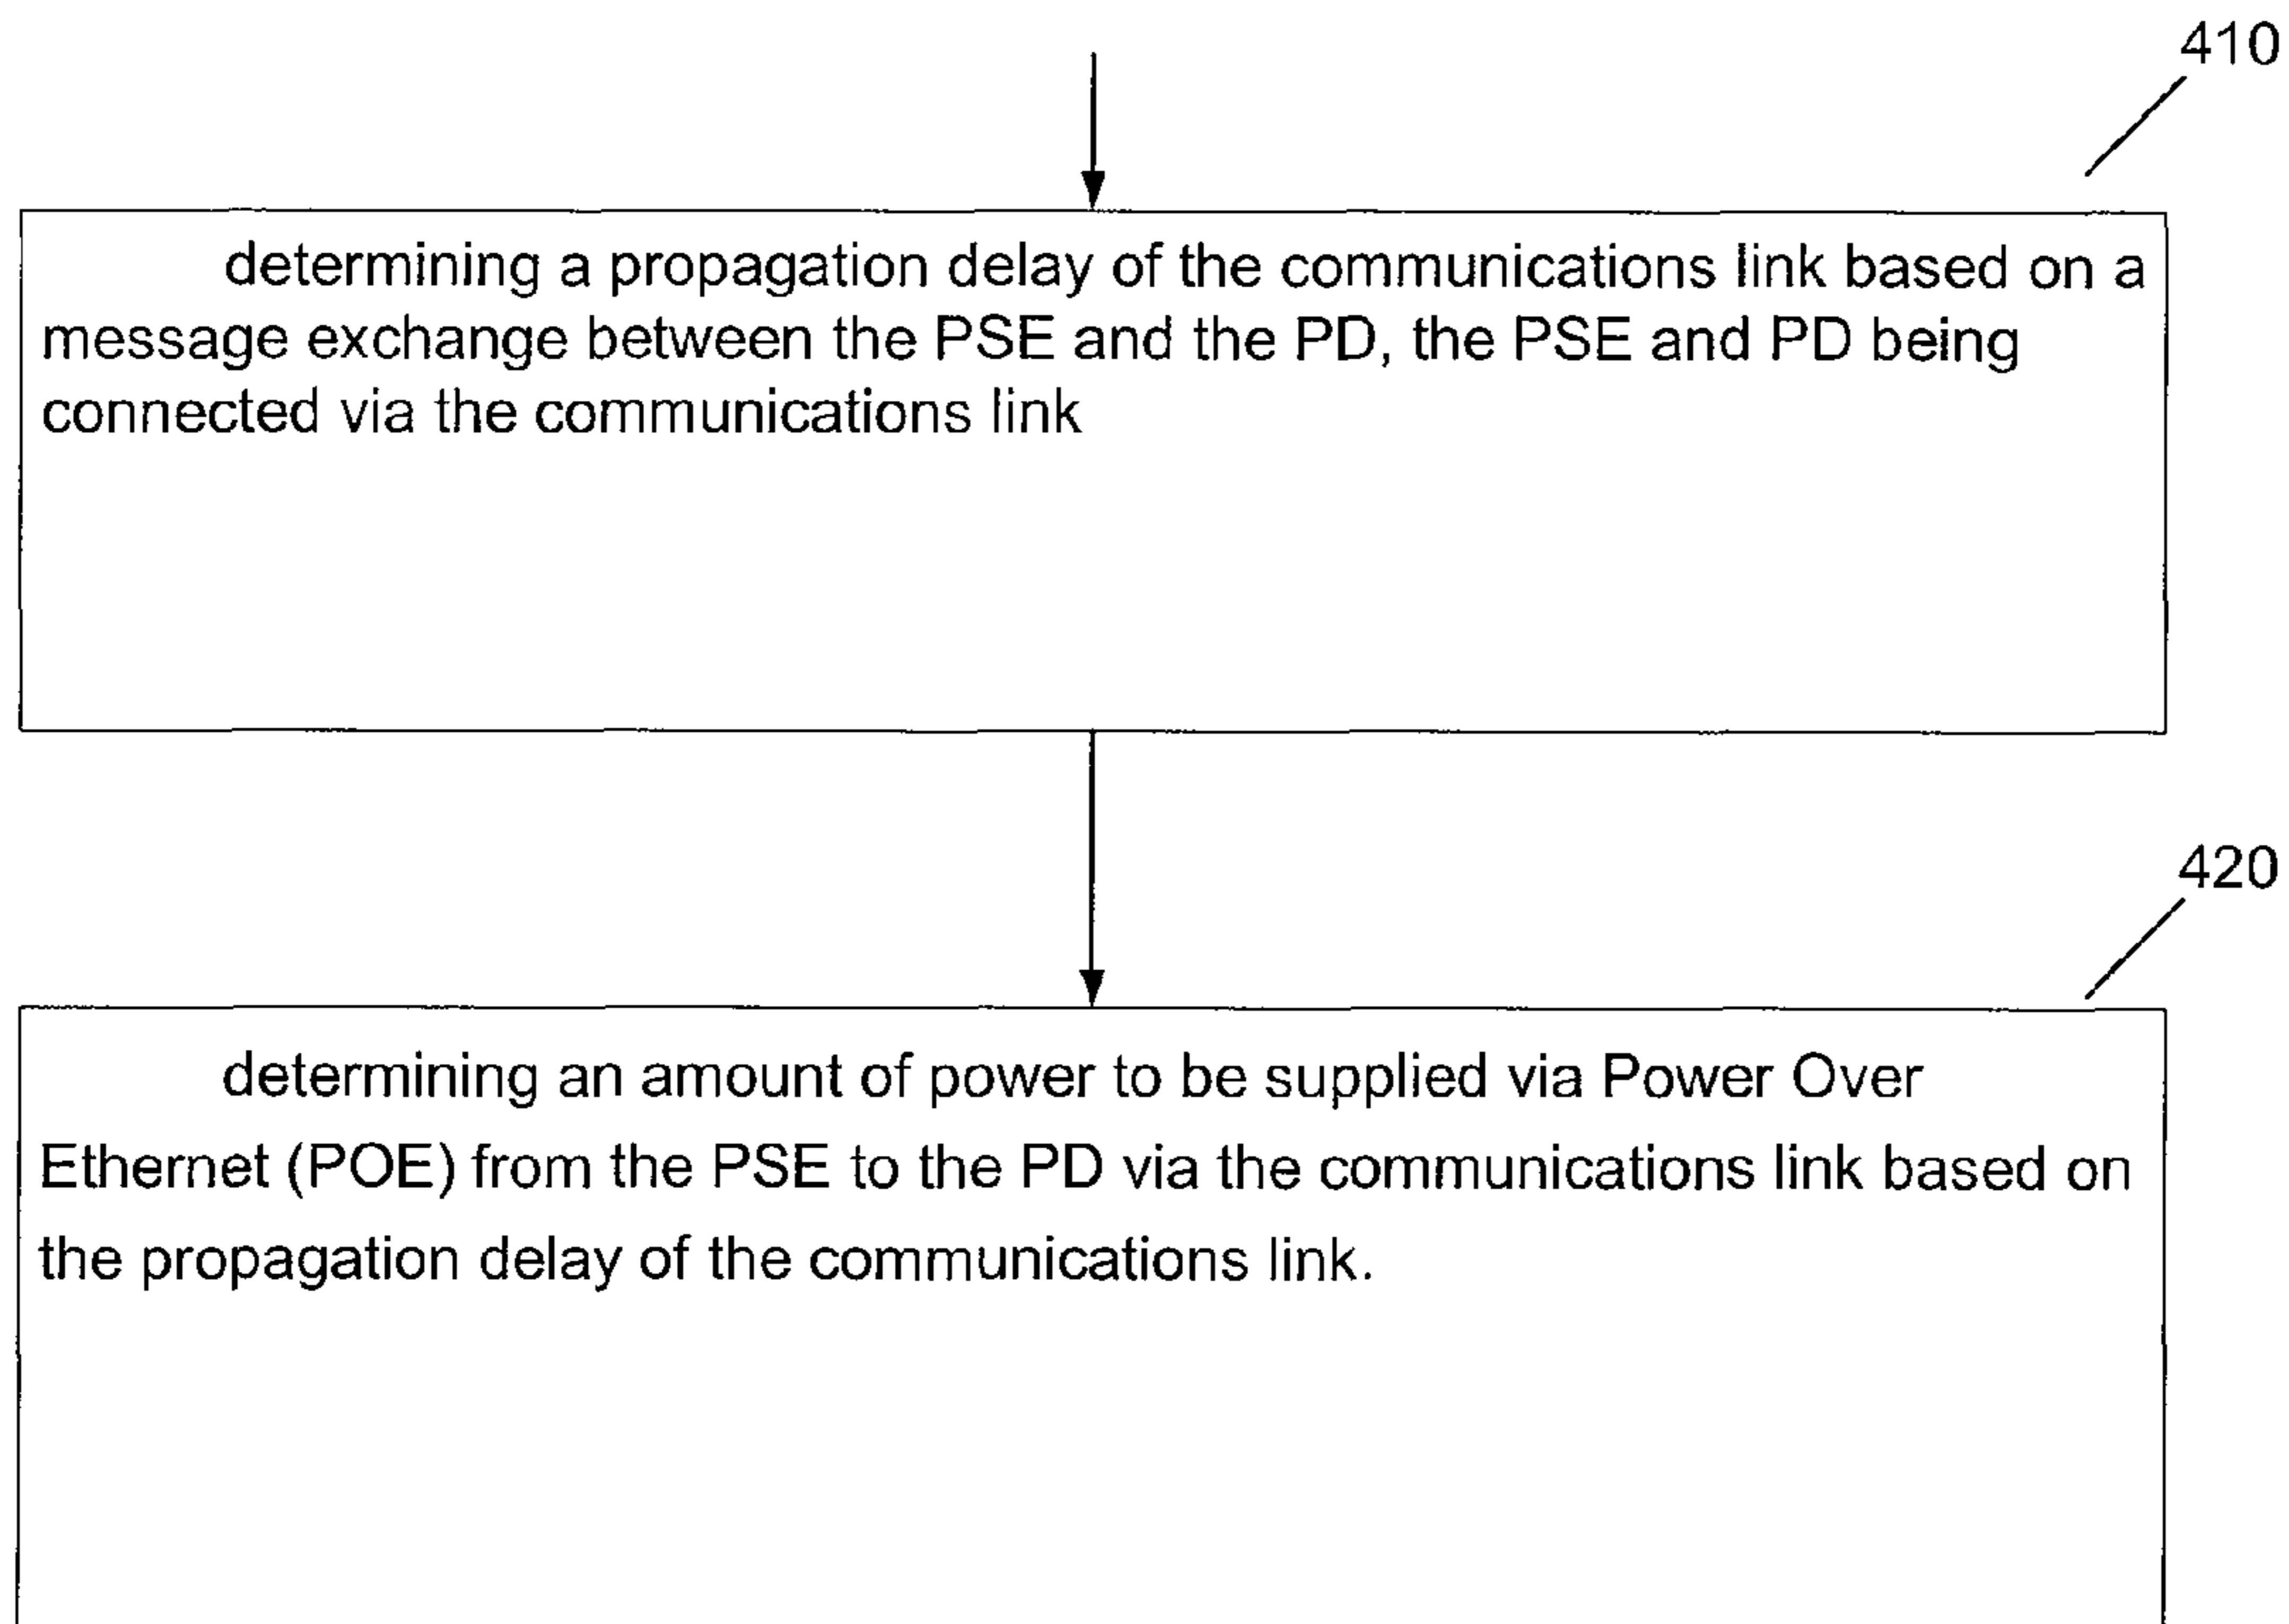 410
determining a propagation delay of the communications link based on a
message exchange between the PSE and the PD, the PSE and PD being
connected via the communications link
420
determining an amount of power to be supplied via Power Over
Ethernet (POE) from the PSE to the PD via the communications link based on
the propagation delay of the communications link.